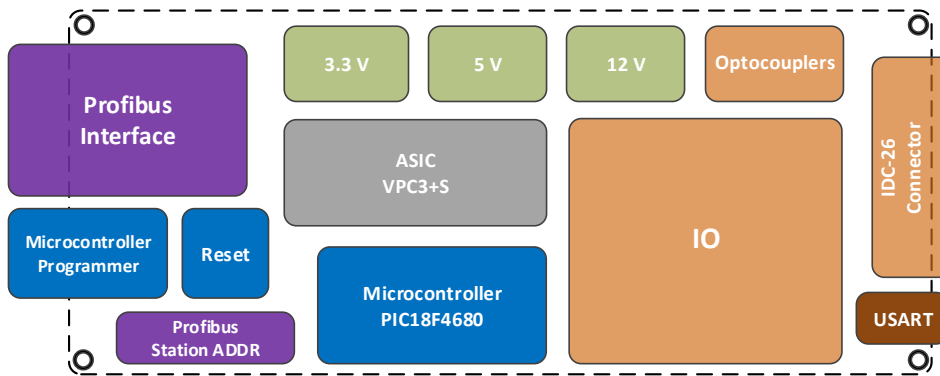 3.3 V
5 V
12 V
Optocouplers
Profibus
Interface
ASIC
VPC3+S
IDC-26
Connector
IO
Microcontroller
Programmer
Reset
Microcontroller
PIC18F4680
Profibus
Station ADDR
USART